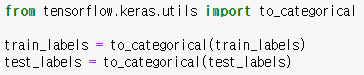 from tensorflow.keras.utils import to_categorical
train_labels = to_categorical(train_labels)
test_labels = to_categorical(test_labels)